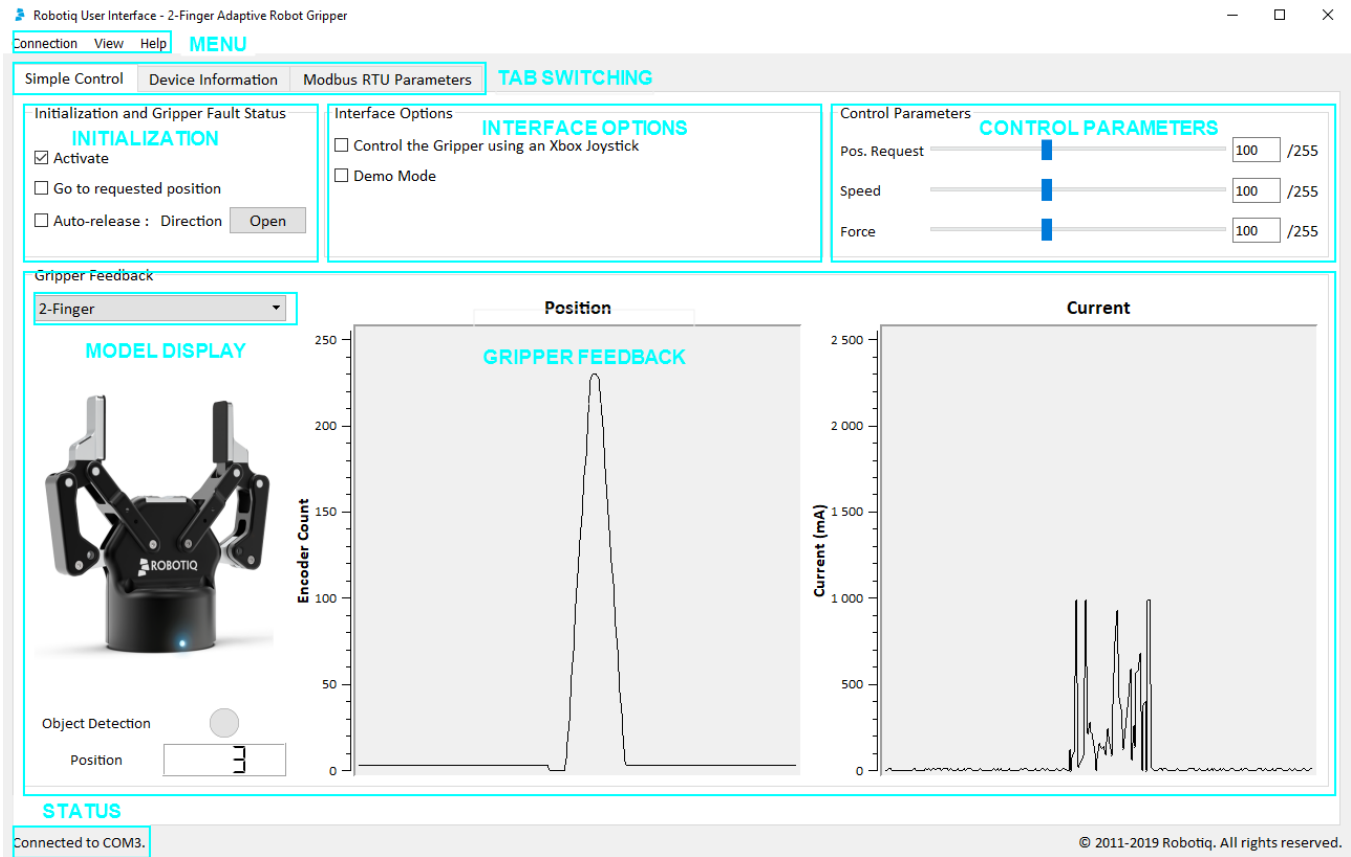 Robotiq User Interface - 2-Finger Adaptive Robot Gripper
Connection View Help MENU
Simple Control Device Information Modbus RTU Parameters TAB SWITCHING
Initialization and Gripper Fault Status
INITIALIZATION
Activate
Go to requested position
Auto-release : Direction Open
Interface Options
INTERFACE OPTIONS
Control the Gripper using an Xbox Joystick
Demo Mode
Control Parameters
CONTROL PARAMETERS
Pos. Request 100 /255
Speed 100 /255
Force 100 /255
Gripper Feedback
2-Finger
MODEL DISPLAY
ROBOTIQ
Object Detection
Position 3
Position
GRIPPER FEEDBACK
Encoder Count
250
200
150
100
50
0
Current
Current (mA)
2 500
2 000
1 500
1 000
500
0
STATUS
Connected to COM3.
© 2011-2019 Robotiq. All rights reserved.